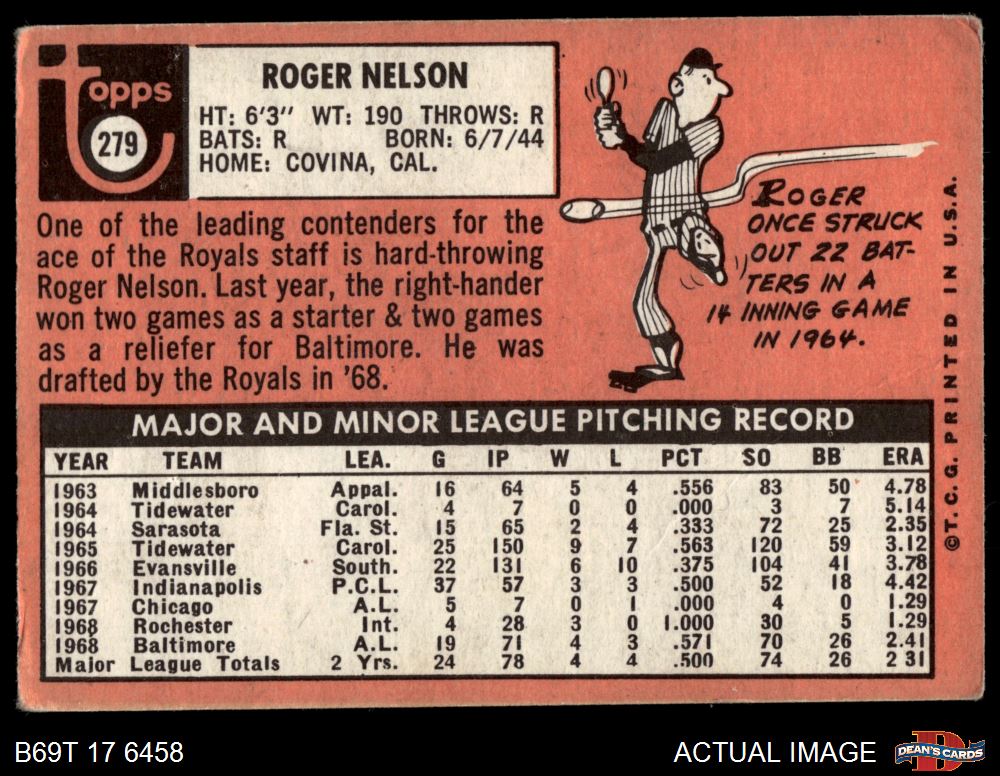 Topps
279
ROGER NELSON
HT: 6'3" WT: 190 THROWS: R
BATS: R BORN: 6/7/44
HOME: COVINA, CAL.
One of the leading contenders for the
ace of the Royals staff is hard-throwing
Roger Nelson. Last year, the right-hander
won two games as a starter & two games
as a reliefer for Baltimore. He was
drafted by the Royals in '68.
ROGER
ONCE STRUCK
OUT 22 BAT-
TERS IN A
14 INNING GAME
IN 1964.
©T.C.G. PRINTED IN U.S.A.
MAJOR AND MINOR LEAGUE PITCHING RECORD
YEAR TEAM LEA. G IP W L PCT SO BB ERA
1963 Middlesboro Appal. 16 64 5 4 .556 83 50 4.78
1964 Tidewater Carol. 4 7 0 0 .000 3 7 5.14
1964 Sarasota Fla. St. 15 65 2 4 .333 72 25 2.35
1965 Tidewater Carol. 25 150 9 7 .563 120 59 3.12
1966 Evansville South. 22 131 6 10 .375 104 41 3.78
1967 Indianapolis P.C.L. 37 57 3 3 .500 52 18 4.42
1967 Chicago A.L. 5 7 0 1 .000 4 0 1.29
1968 Rochester Int. 4 28 3 0 1.000 30 5 1.29
1968 Baltimore A.L. 19 71 4 3 .571 70 26 2.41
Major League Totals 2 Yrs. 24 78 4 4 .500 74 26 2 31
B69T 17 6458
ACTUAL IMAGE
DEAN'S CARDS